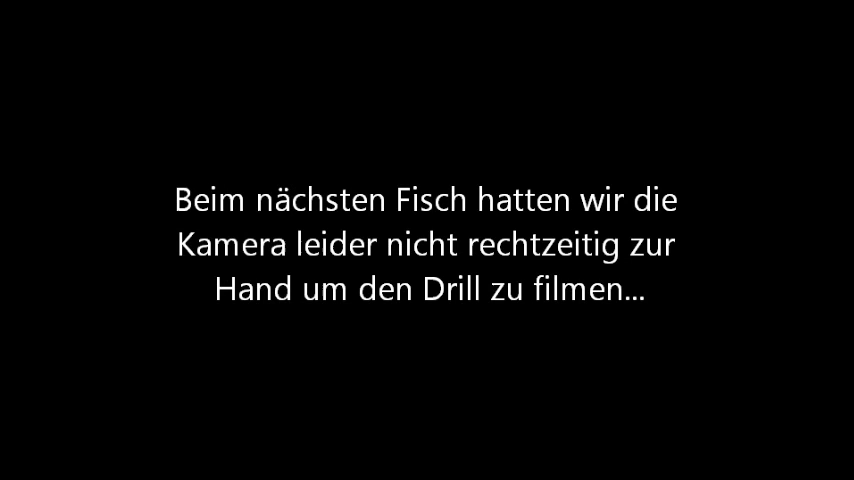 Beim nächsten Fisch hatten wir die
Kamera leider nicht rechtzeitig zur
Hand um den Drill zu filmen...